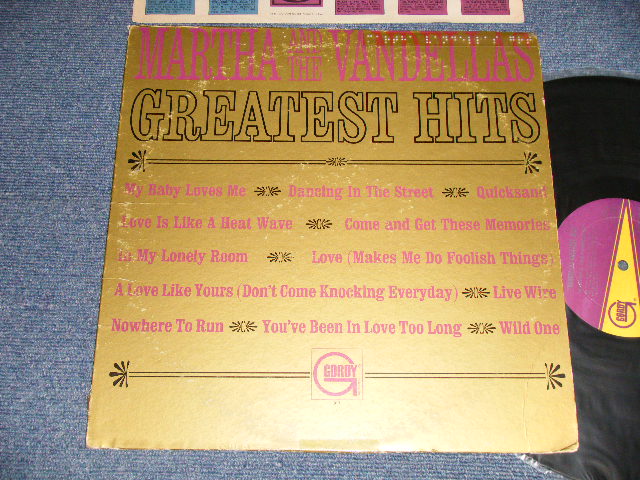 MARTHA AND THE VANDELLAS
GREATEST HITS
My Baby Loves Me Dancing In The Street Quicksand
Love Is Like A Heat Wave Come and Get These Memories
In My Lonely Room Love (Makes Me Do Foolish Things)
A Love Like Yours (Don't Come Knocking Everyday) Live Wire
Nowhere To Run You've Been In Love Too Long Wild One
G GORDY
GORDY